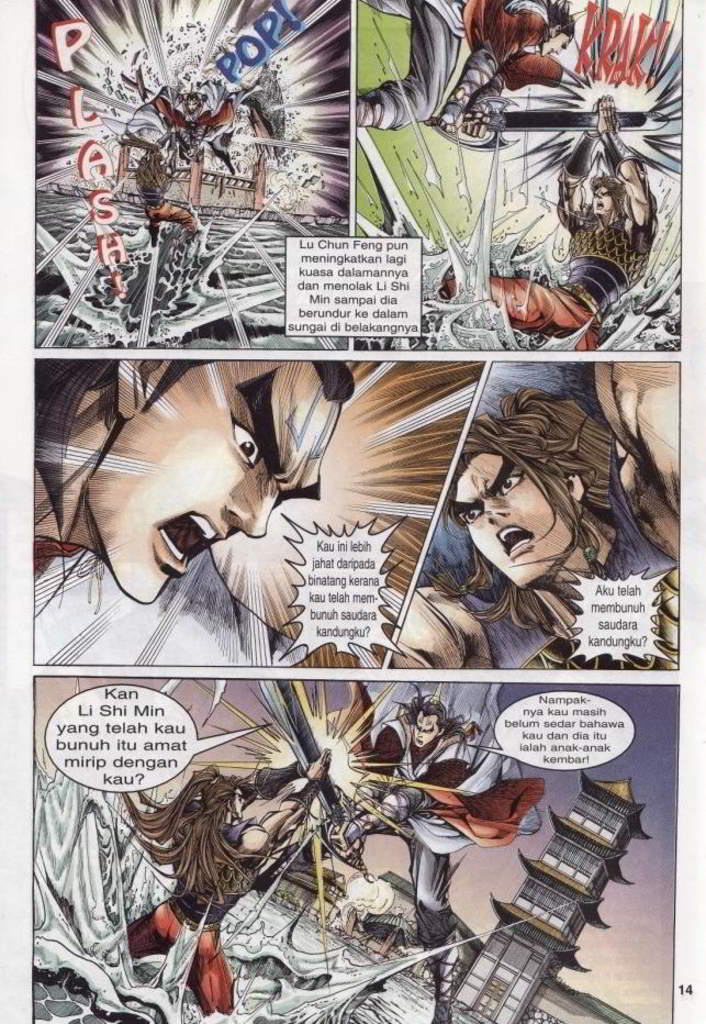 PLASH!
POP!
KRAK!
Lu Chun Feng pun
meningkatkan lagi
kuasa dalamannya
dan menolak Li Shi
Min sampai dia
berundur ke dalam
sungai di belakangnya
Kau ini lebih
jahat daripada
binatang kerana
kau telah mem-
bunuh saudara
kandungku?
Aku telah
membunuh
saudara
kandungku?
Kan
Li Shi Min
yang telah kau
bunuh itu amat
mirip dengan
kau?
Nampak-
nya kau masih
belum sedar bahawa
kau dan dia itu
ialah anak-anak
kembar!
14